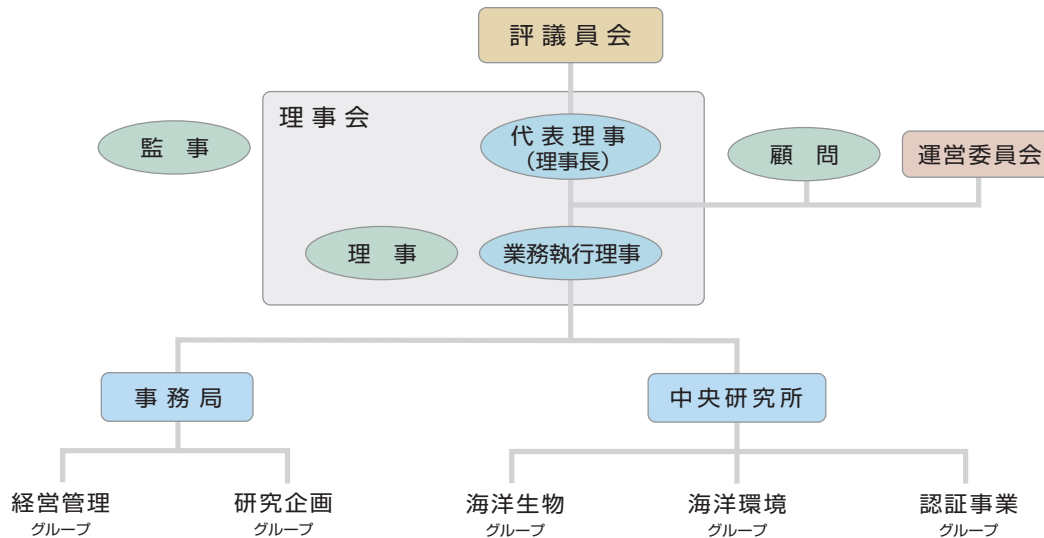 評議員会
理事会
監 事
代表理事
（理事長）
顧 問
運営委員会
理 事
業務執行理事
事務局
中央研究所
経営管理
グループ
研究企画
グループ
海洋生物
グループ
海洋環境
グループ
認証事業
グループ